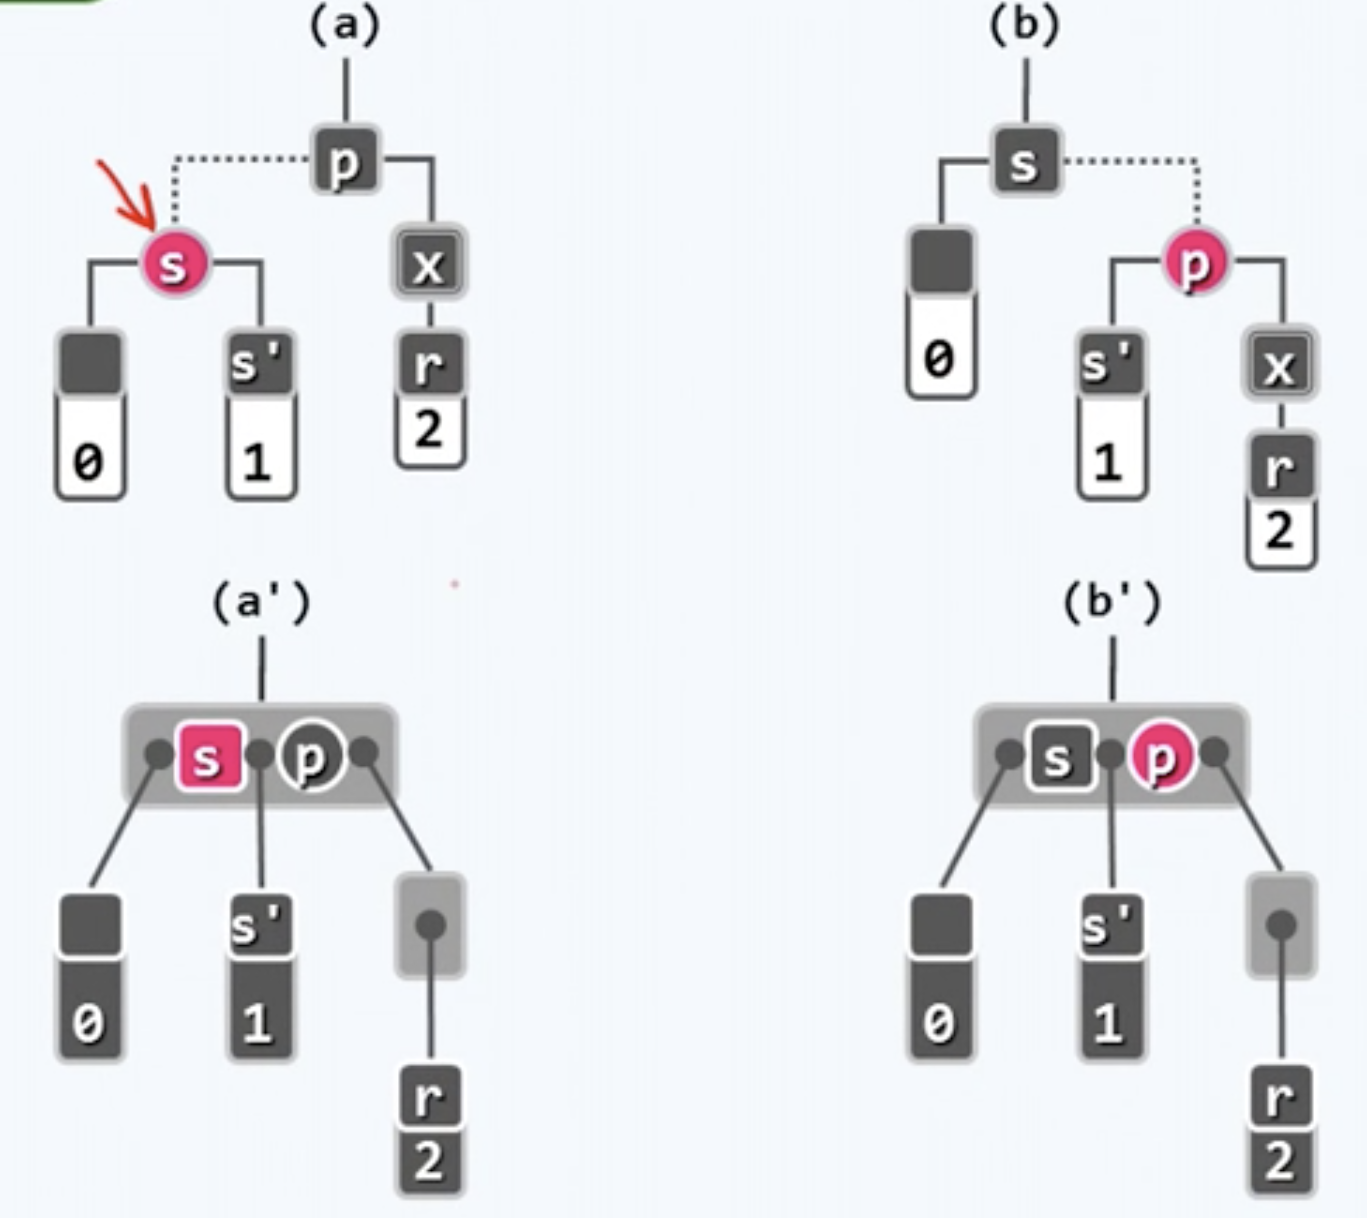 (a) (b)
p s
s x p
s' r s' x
0 1 2 0 1 r
2
(a') (b')
s p s p
s' s'
0 1 0 1
r r
2 2